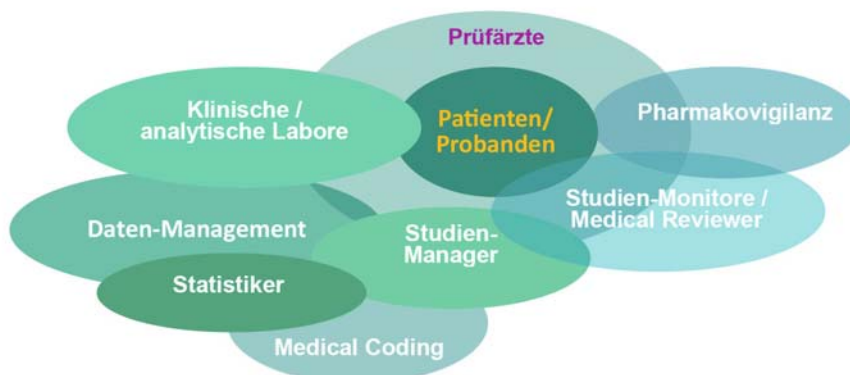 Prüfärzte
Klinische /
analytische Labore
Patienten/
Probanden
Pharmakovigilanz
Studien-Monitore /
Medical Reviewer
Daten-Management
Studien-
Manager
Statistiker
Medical Coding